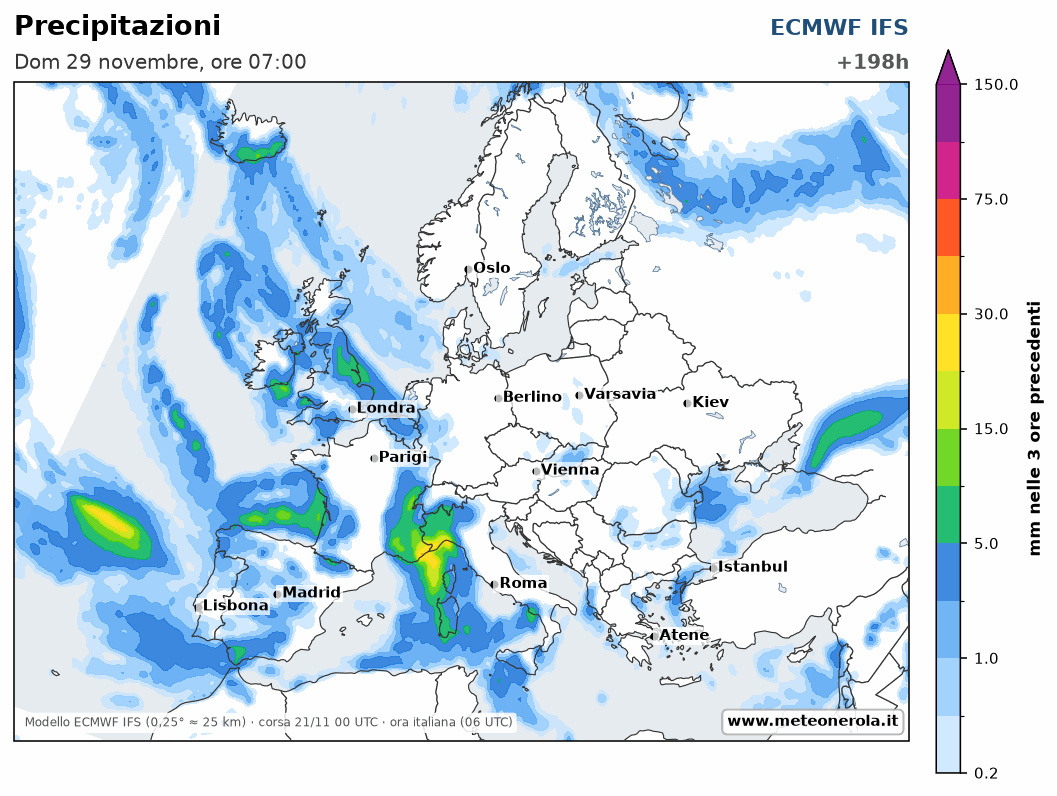 Precipitazioni
ECMWF IFS
Dom 29 novembre, ore 07:00
+198h
150.0
75.0
30.0
15.0
5.0
1.0
0.2
mm nelle 3 ore precedenti
Oslo
Berlino
Varsavia
Kiev
Londra
Parigi
Vienna
Istanbul
Roma
Madrid
Lisbona
Atene
Modello ECMWF IFS (0,25° ≈ 25 km) · corsa 21/11 00 UTC · ora italiana (06 UTC)
www.meteonerola.it